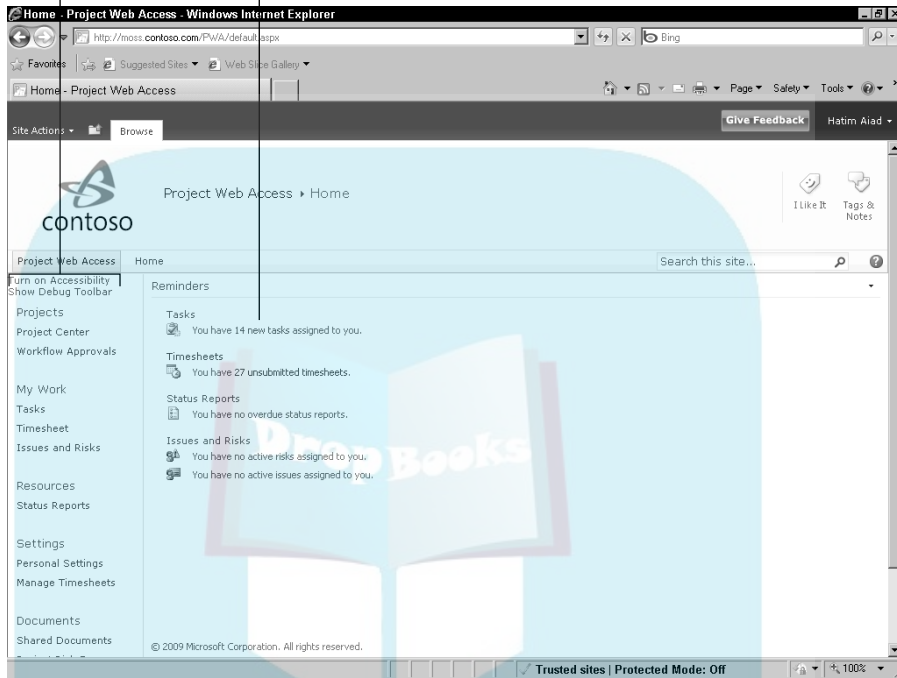 Home - Project Web Access - Windows Internet Explorer
http://moss.contoso.com/PWA/default.aspx
Bing
Favorites
Suggested Sites
Web Slice Gallery
Home - Project Web Access
Page
Safety
Tools
Site Actions
Browse
Give Feedback
Hatim Aiad
contoso
Project Web Access ▸ Home
I Like It
Tags & Notes
Project Web Access
Home
Search this site...
Turn on Accessibility
Show Debug Toolbar
Projects
Project Center
Workflow Approvals
My Work
Tasks
Timesheet
Issues and Risks
Resources
Status Reports
Settings
Personal Settings
Manage Timesheets
Documents
Shared Documents
Reminders
Tasks
You have 14 new tasks assigned to you.
Timesheets
You have 27 unsubmitted timesheets.
Status Reports
You have no overdue status reports.
Issues and Risks
You have no active risks assigned to you.
You have no active issues assigned to you.
DropBooks
© 2009 Microsoft Corporation. All rights reserved.
Trusted sites | Protected Mode: Off
100%